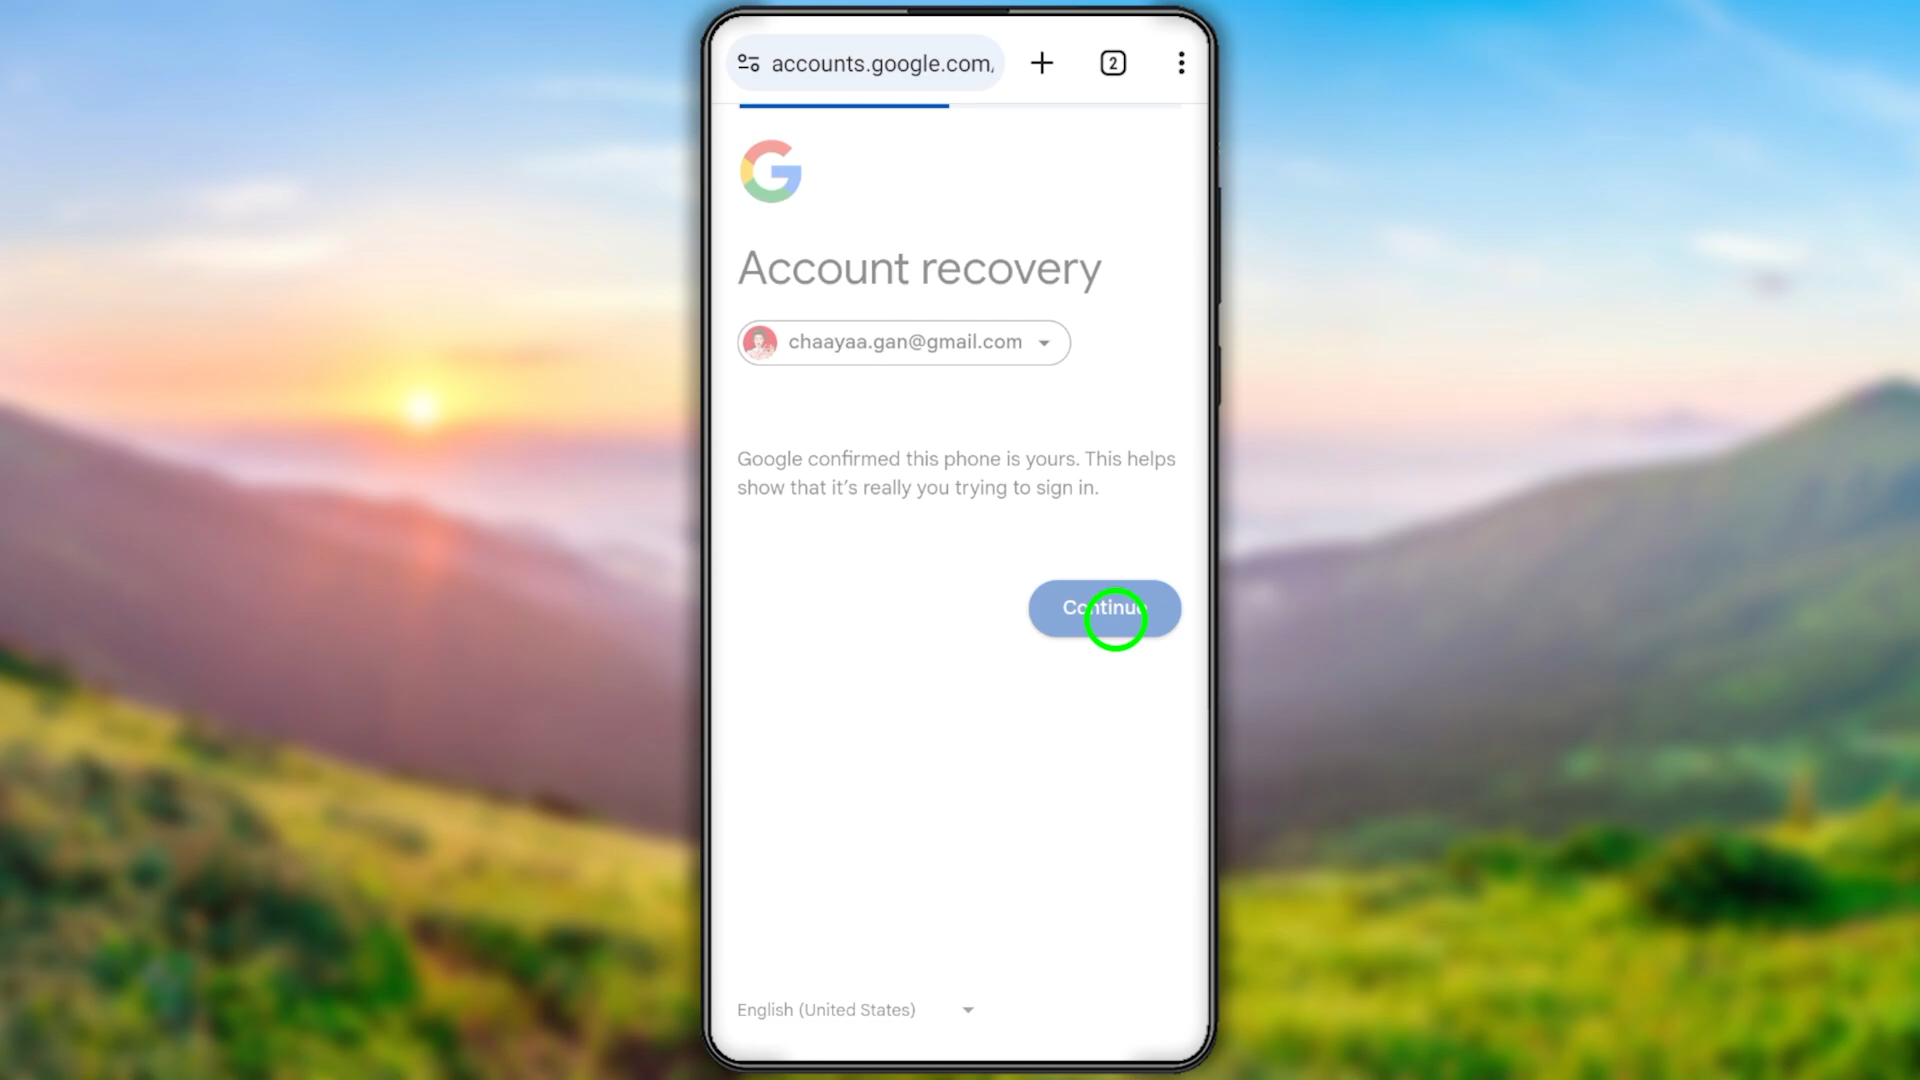 accounts.google.com,
2
Account recovery
chaayaa.gan@gmail.com
Google confirmed this phone is yours. This helps
show that it's really you trying to sign in.
Continue
English (United States)